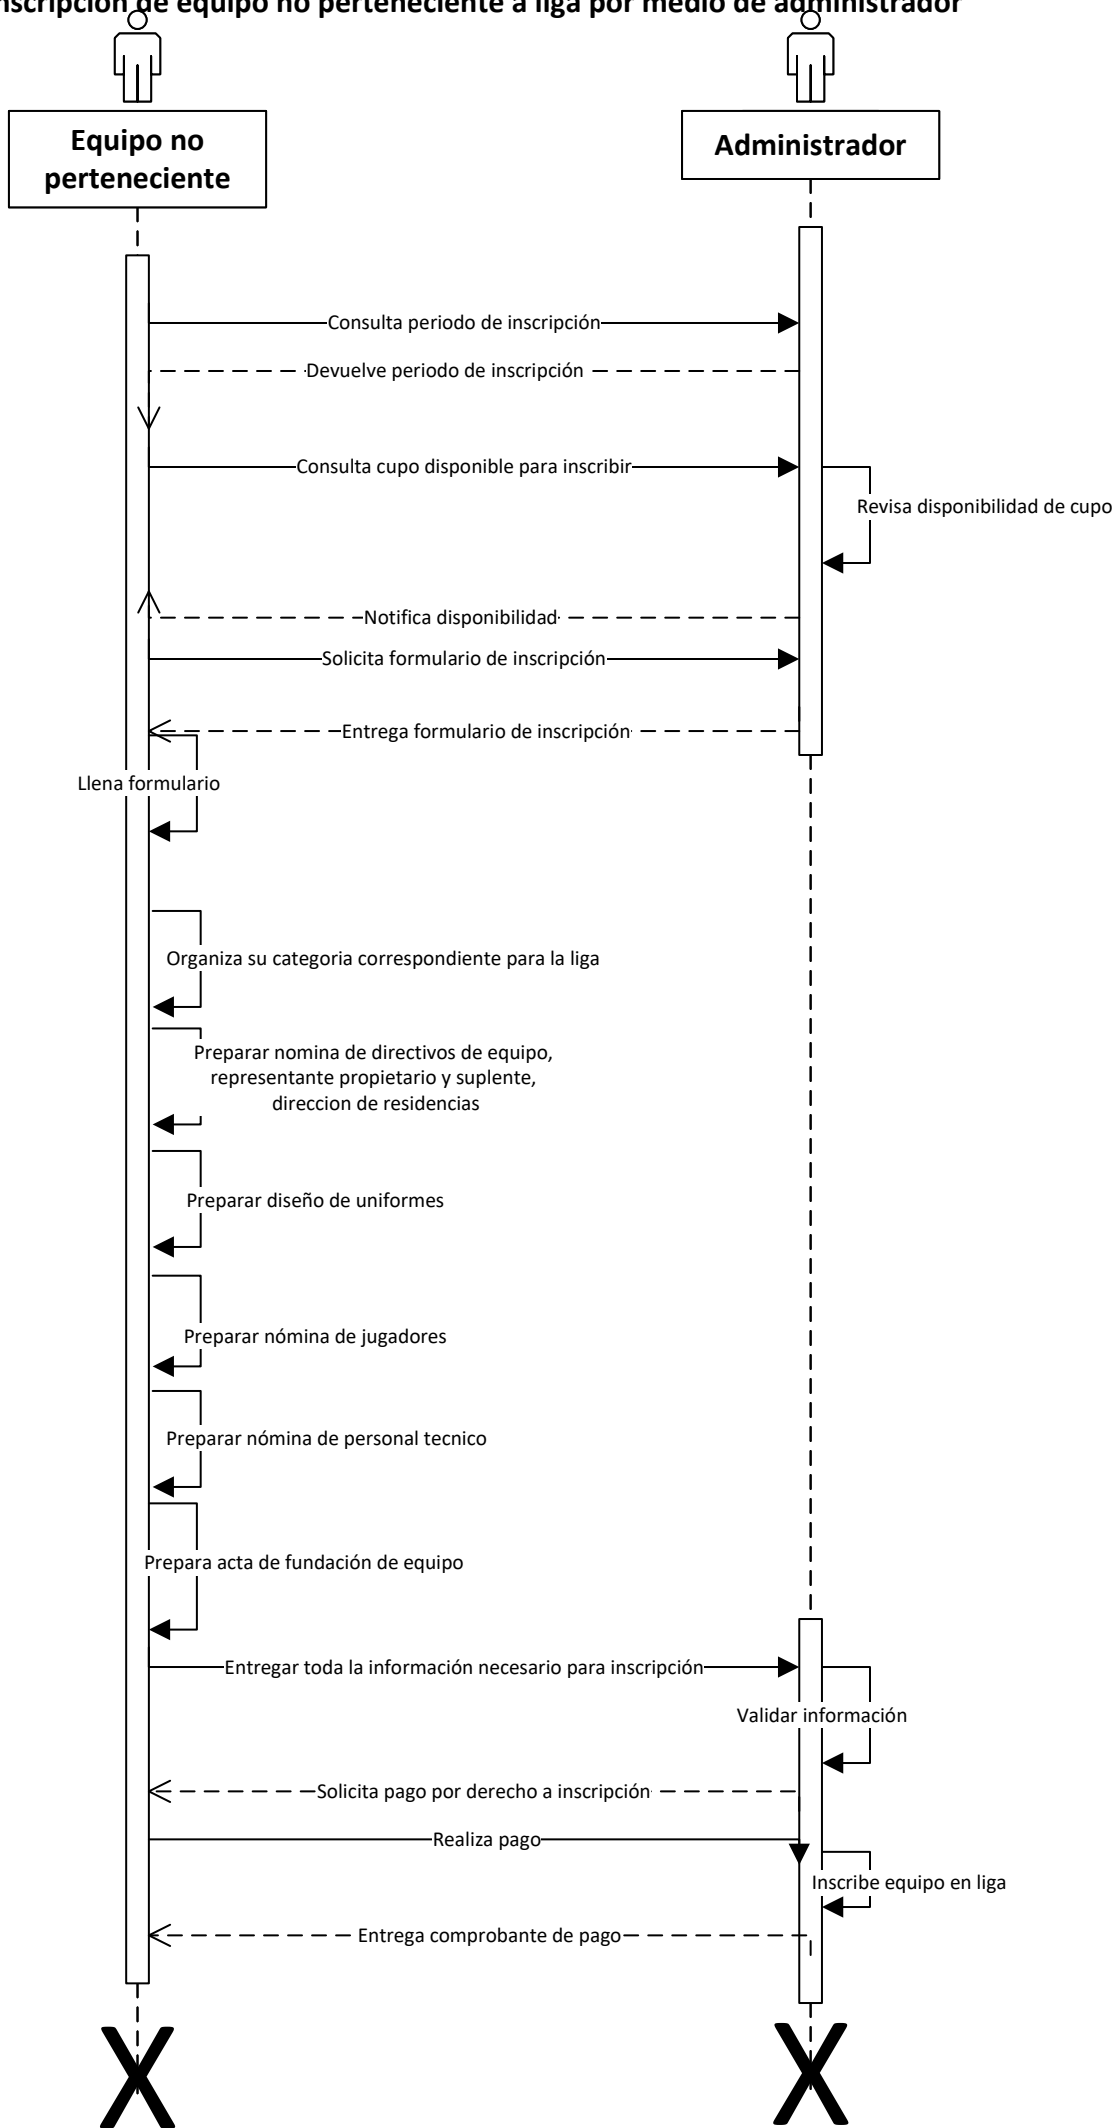 nscripción de equipo no perteneciente a liga por medio de administrador
Equipo no
perteneciente
Administrador
Consulta periodo de inscripción
Devuelve periodo de inscripción
Consulta cupo disponible para inscribir
Revisa disponibilidad de cupo
Notifica disponibilidad
Solicita formulario de inscripción
Entrega formulario de inscripción
Llena formulario
Organiza su categoria correspondiente para la liga
Preparar nomina de directivos de equipo,
representante propietario y suplente,
direccion de residencias
Preparar diseño de uniformes
Preparar nómina de jugadores
Preparar nómina de personal tecnico
Prepara acta de fundación de equipo
Entregar toda la información necesario para inscripción
Validar información
Solicita pago por derecho a inscripción
Realiza pago
Inscribe equipo en liga
Entrega comprobante de pago